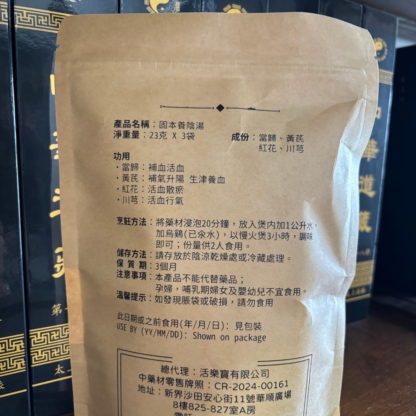 產品名稱：固本養陰湯
淨重量：23克 X 3袋
成份：當歸、黃芪
紅花、川芎
功用
・當歸：補血活血
・黃芪：補氣升陽 生津養血
・紅花：活血散瘀
・川芎：活血行氣
烹飪方法：將藥材浸泡20分鐘，放入煲内加1公升水，
加烏雞(已汆水)，以慢火煲3小時，調味
即可；份量供2人食用。
儲存方法：請存放於陰涼乾燥處或冷藏處理。
保 質 期：3個月
注意事項：本產品不能代替藥品；
孕婦，哺乳期婦女及嬰幼兒不宜食用。
溫馨提示：如發現脹袋或破損，請勿食用
此日期或之前食用(年/月/日)：見包裝
USE BY (YY/MM/DD): Shown on package
總代理：活樂寶有限公司
中藥材零售牌照：CR-2024-00161
地址：新界沙田安心街11號華順廣場
8樓825-827室A房
中華道藏
第一